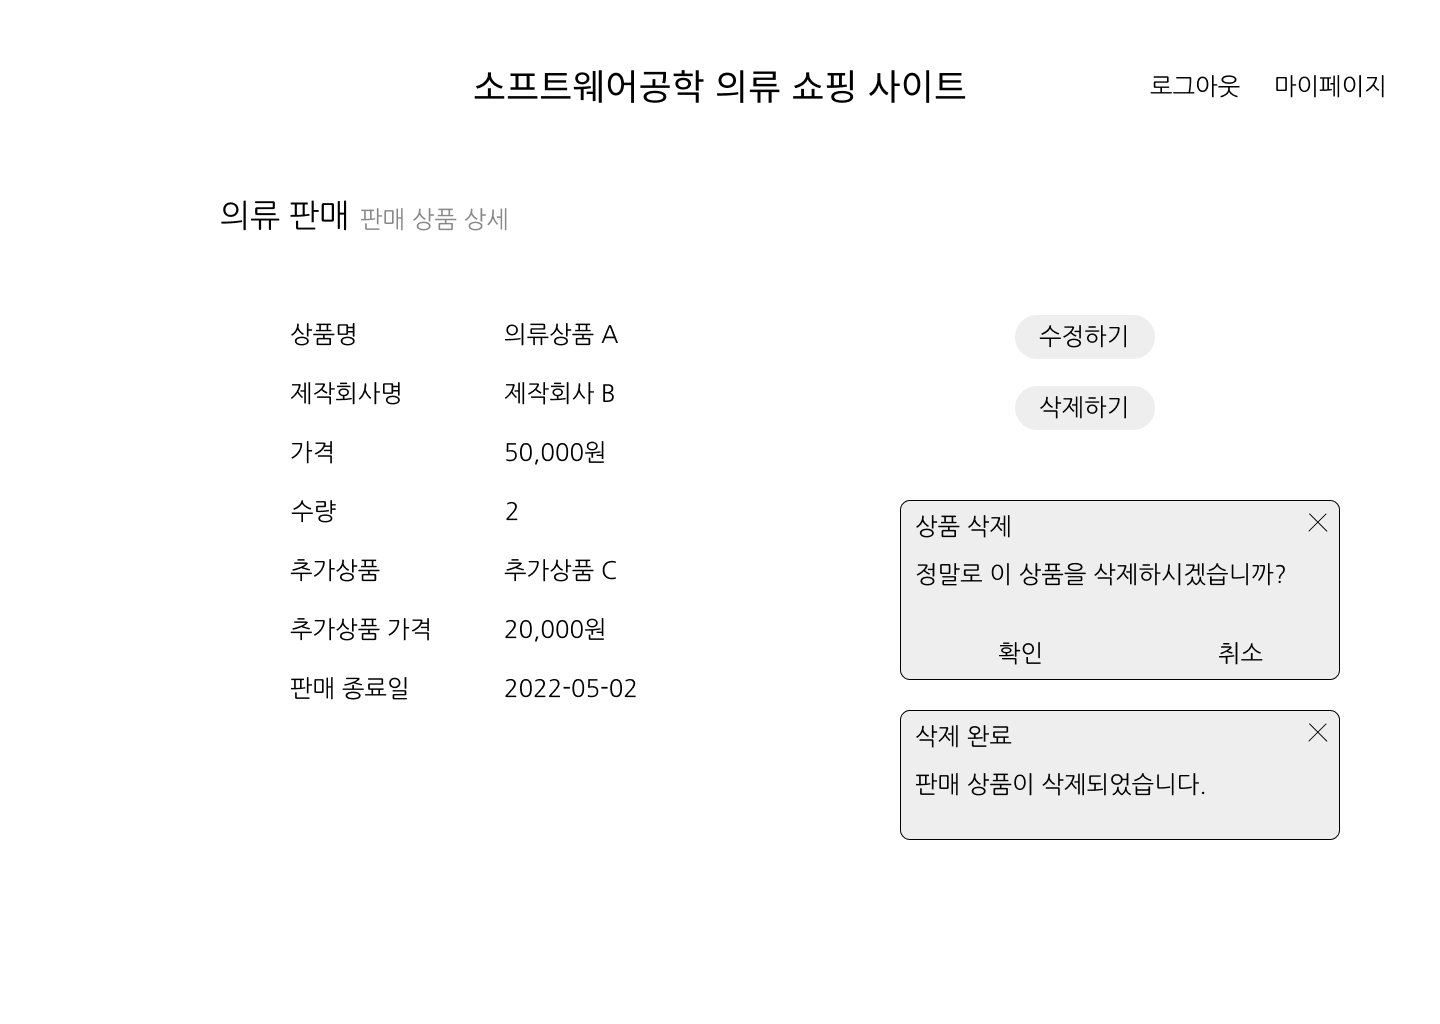 소프트웨어공학 의류 쇼핑 사이트
로그아웃 마이페이지
의류 판매 판매 상품 상세
상품명 의류상품 A
제작회사명 제작회사 B
가격 50,000원
수량 2
추가상품 추가상품 C
추가상품 가격 20,000원
판매 종료일 2022-05-02
수정하기
삭제하기
상품 삭제
정말로 이 상품을 삭제하시겠습니까?
확인 취소
삭제 완료
판매 상품이 삭제되었습니다.